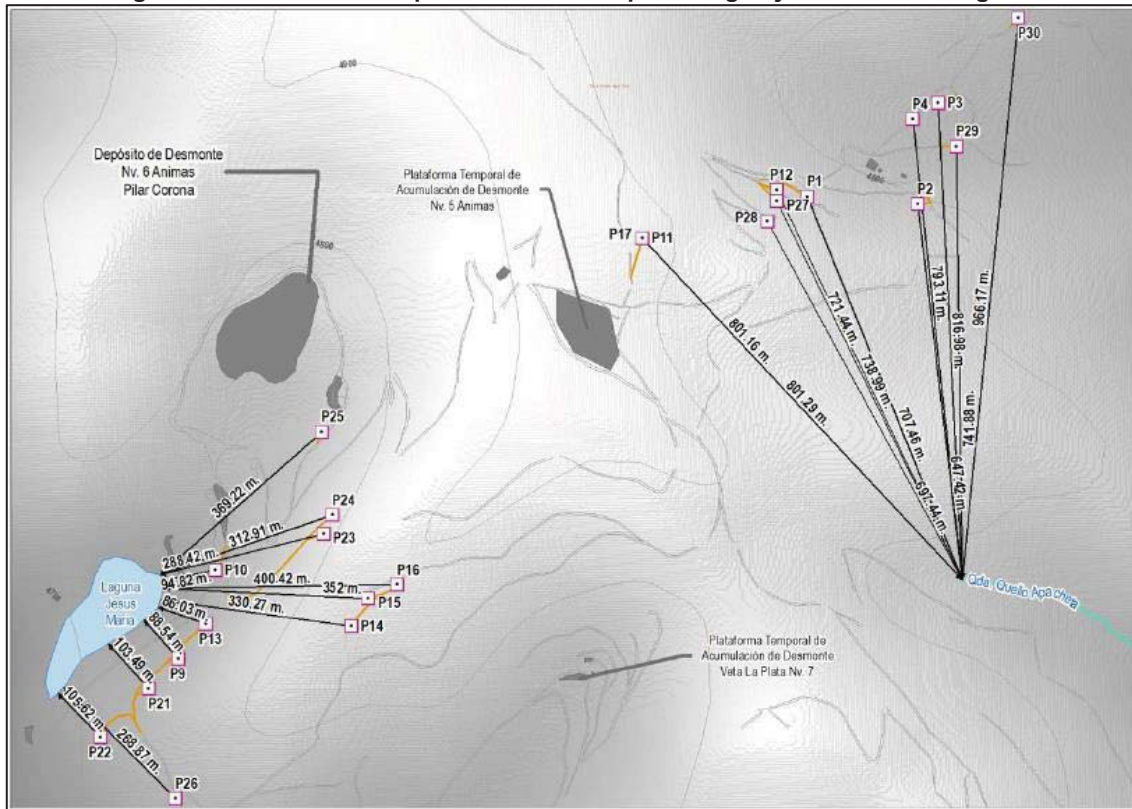 P30
4900
P4
P3
P29
Depósito de Desmonte
Nv. 6 Animas
Pilar Corona
Plataforma Temporal de
Acumulación de Desmonte
Nv. 5 Animas
P12
P1
P27
P2
P28
P17
P11
793.11 m.
816.98 m.
966.17 m.
721.44 m.
738.99 m.
707.46 m.
741.88 m.
647.42 m.
697.44 m.
801.16 m.
801.29 m.
P25
369.22 m.
P24
312.91 m.
P23
288.42 m.
P10
94.82 m.
P16
400.42 m.
352 m.
P15
330.27 m.
P14
Laguna
Jesus
Maria
86.03 m.
P13
88.54 m.
P9
103.49 m.
P21
105.62 m.
P22
268.87 m.
P26
Qda. Quello Apachea
Plataforma Temporal de
Acumulación de Desmonte
Veta La Plata Nv. 7